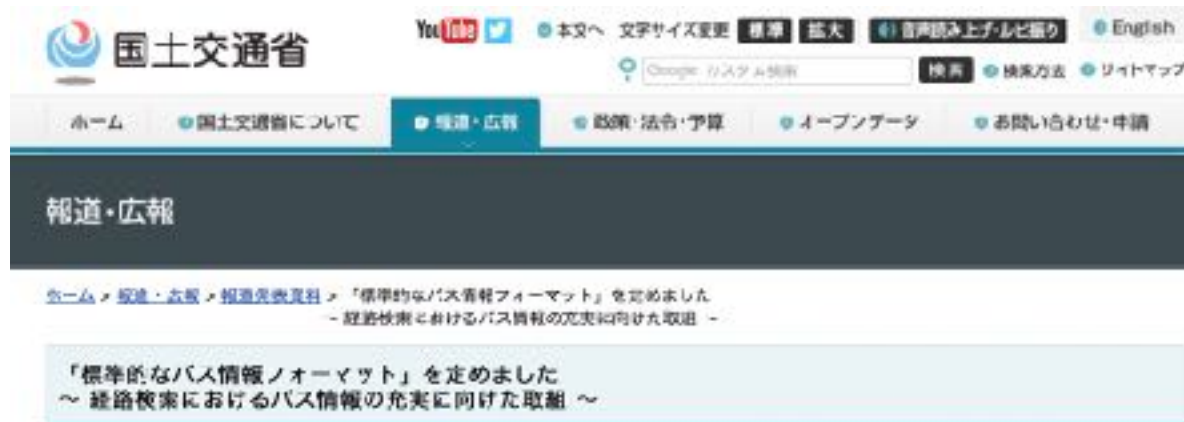 国土交通省
YouTube
本文へ 文字サイズ変更 標準 拡大 音声読み上げ・ルビ振り English
Google カスタム検索 検索 検索方法 サイトマップ
ホーム 国土交通省について 報道・広報 政策・法令・予算 オープンデータ お問い合わせ・申請
報道・広報
ホーム > 報道・広報 > 報道発表資料 > 「標準的なバス情報フォーマット」を定めました
- 経路検索におけるバス情報の充実に向けた取組 -
「標準的なバス情報フォーマット」を定めました
～ 経路検索におけるバス情報の充実に向けた取組 ～